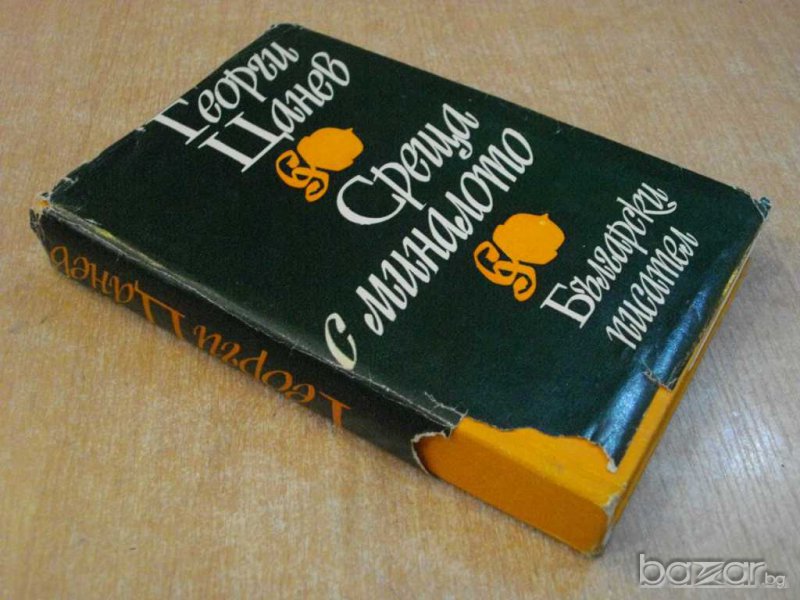 Георги
Цанев
Среща
с миналото
Български
писател
Георги Цанев
bazar.bg